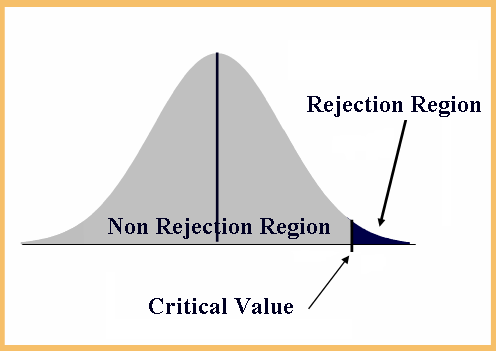 Rejection Region
Non Rejection Region
Critical Value